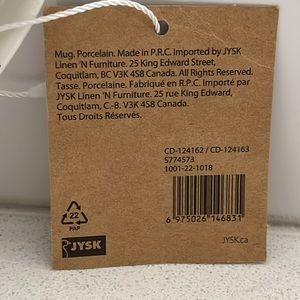 Mug. Porcelain. Made in P.R.C. Imported by JYSK
Linen 'N Furniture. 25 King Edward Street,
Coquitlam, BC V3K 4S8 Canada. All Rights Reserved.
Tasse. Porcelaine. Fabriqué en R.P.C. Importé par
JYSK Linen 'N Furniture. 25 rue King Edward,
Coquitlam, C.-B. V3K 4S8 Canada.
Tous Droits Réservés.
CD-124162 / CD-124163
S774573
1001-22-1018
22
PAP
6 975026 146831
JYSK
JYSK.ca